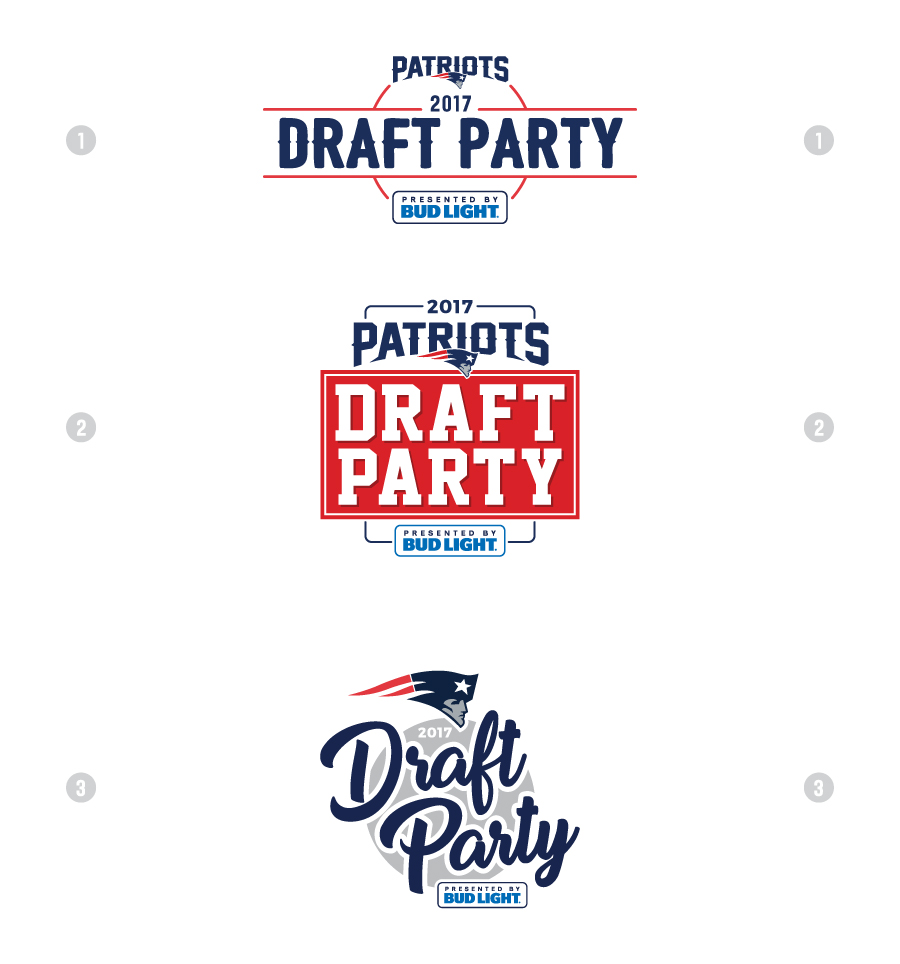 PATRIOTS
2017
1 DRAFT PARTY 1
PRESENTED BY
BUD LIGHT.
2017
PATRIOTS
DRAFT
2 PARTY 2
PRESENTED BY
BUD LIGHT.
2017
Draft
3 Party 3
PRESENTED BY
BUD LIGHT.